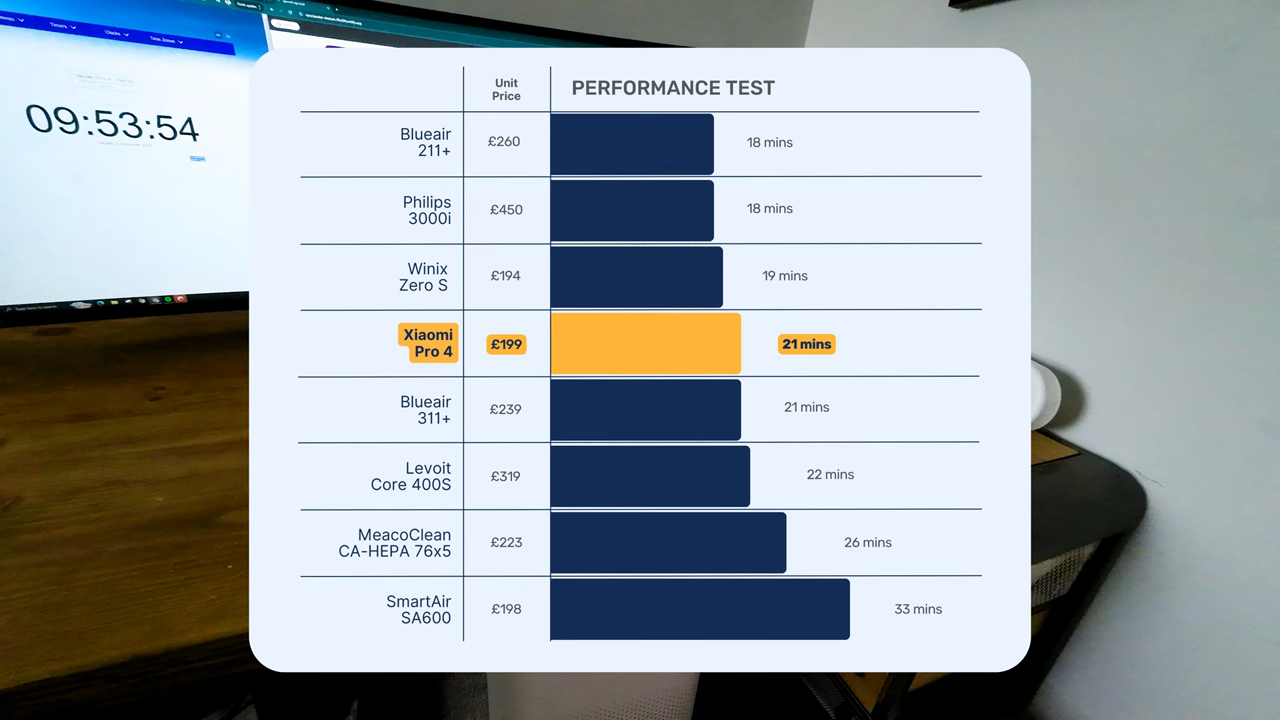 09:53:54
Unit
Price
PERFORMANCE TEST
Blueair
211+
£260
18 mins
Philips
3000i
£450
18 mins
Winix
Zero S
£194
19 mins
Xiaomi
Pro 4
£199
21 mins
Blueair
311+
£239
21 mins
Levoit
Core 400S
£319
22 mins
MeacoClean
CA-HEPA 76x5
£223
26 mins
SmartAir
SA600
£198
33 mins